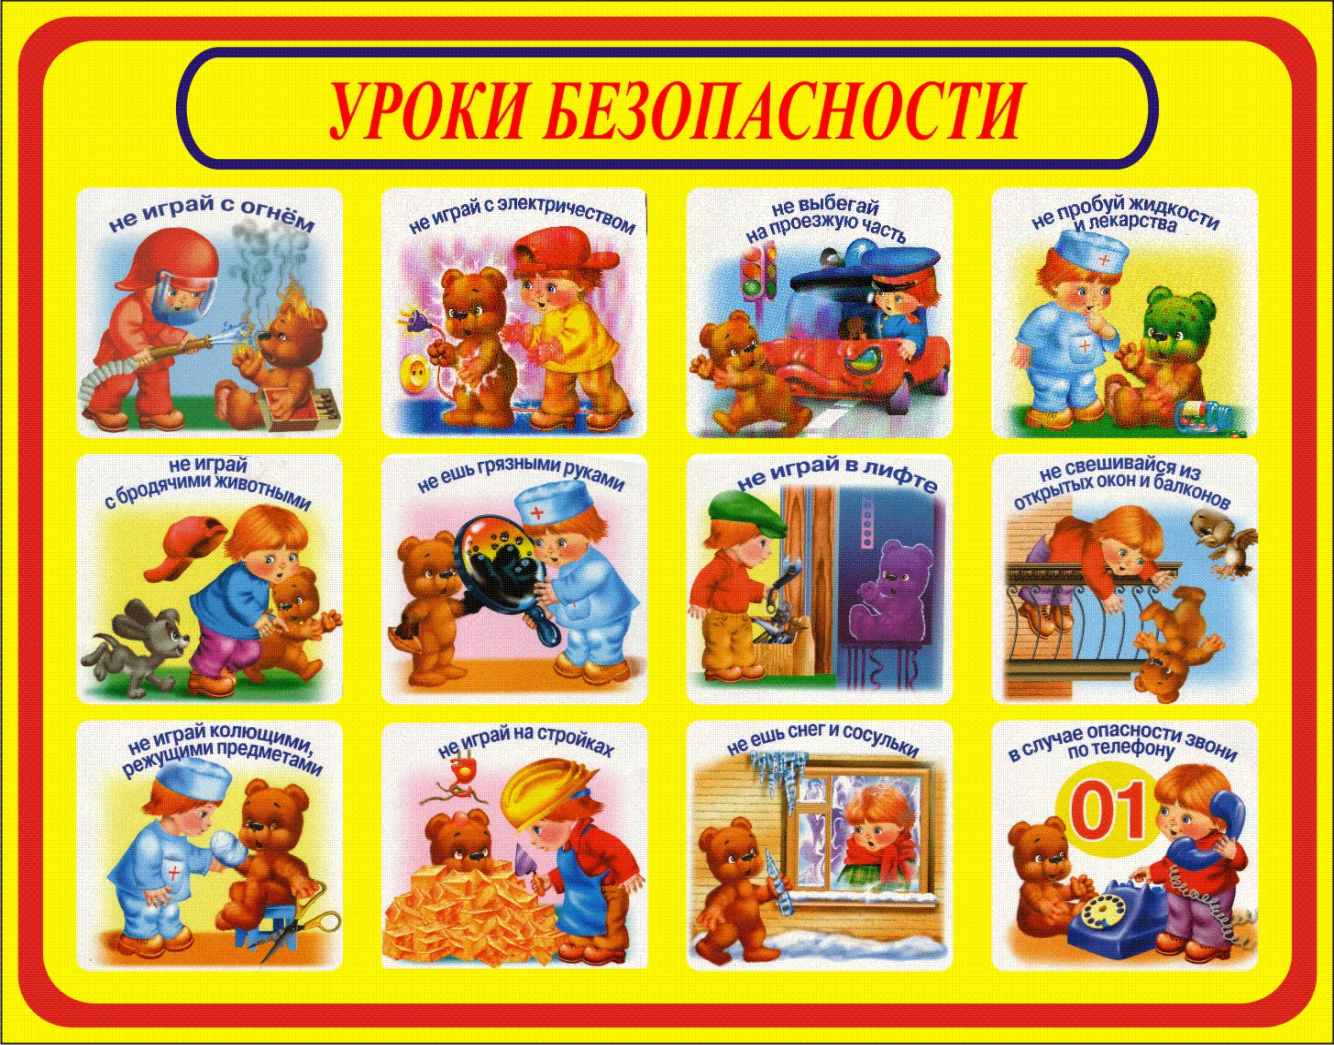 УРОКИ БЕЗОПАСНОСТИ
не играй с огнём
не играй с электричеством
не выбегай
на проезжую часть
не пробуй жидкости
и лекарства
не играй
с бродячими животными
не ешь грязными руками
не играй в лифте
не свешивайся из
открытых окон и балконов
не играй колющими,
режущими предметами
не играй на стройках
не ешь снег и сосульки
в случае опасности звони
по телефону
01